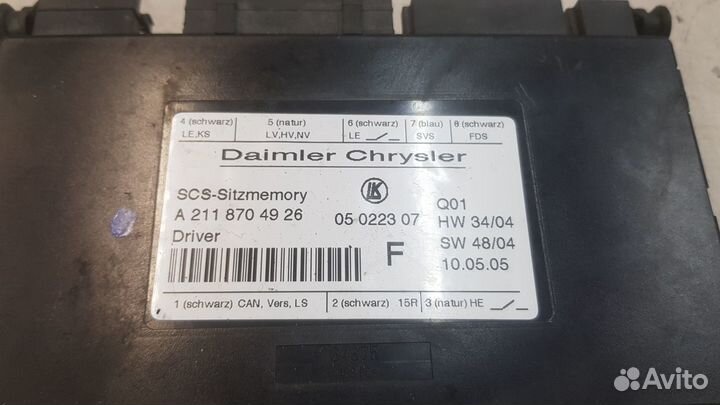 4 (schwarz) 5 (natur) 6 (schwarz) 7 (blau) 8 (schwarz)
LE,KS LV,HV,NV LE SVS FDS
Daimler Chrysler
SCS-Sitzmemory
LK
Q01
A 211 870 49 26
05 0223 07
HW 34/04
Driver
F
SW 48/04
10.05.05
1 (schwarz) CAN, Vers, LS 2 (schwarz) 15R 3 (natur) HE
Avito